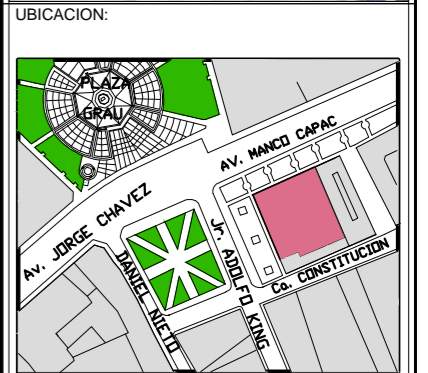 UBICACION:
PLAZA
GRAU
AV. MANCO CAPAC
Av. JORGE CHAVEZ
Jr. ADOLFO KING
DANIEL NIETO
Ca. CONSTITUCION